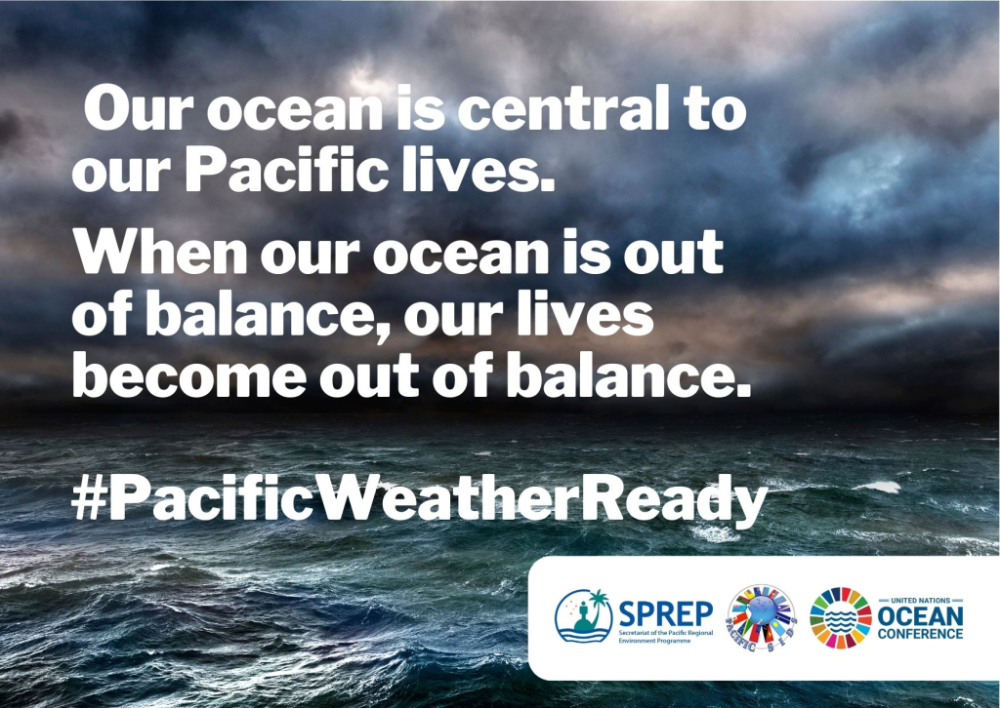 Our ocean is central to
our Pacific lives.
When our ocean is out
of balance, our lives
become out of balance.
#PacificWeatherReady
SPREP
Secretariat of the Pacific Regional
Environment Programme
PACIFIC S·I·D·S
UNITED NATIONS
OCEAN
CONFERENCE